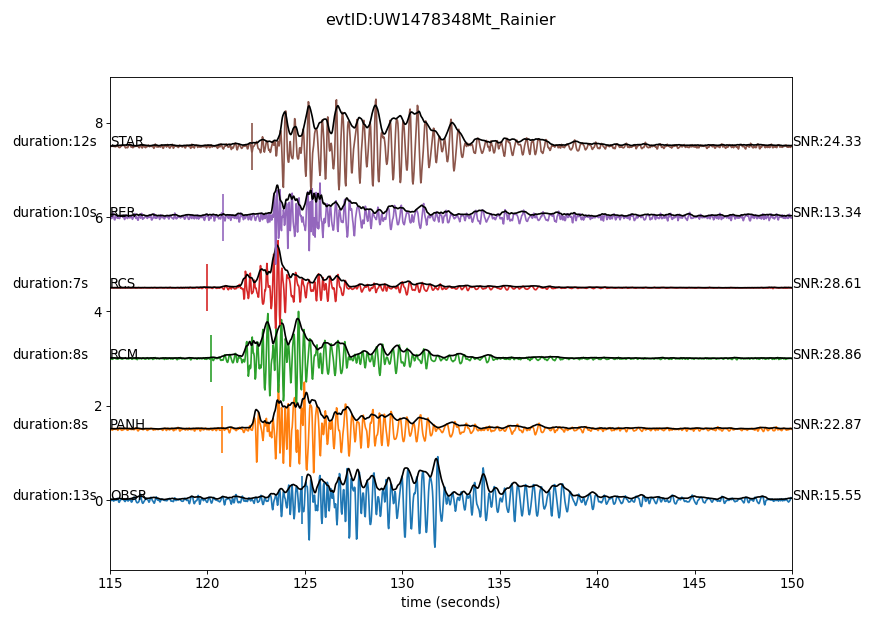 evtID:UW1478348Mt_Rainier
8
duration:12s STAR SNR:24.33
duration:10s RER SNR:13.34
6
duration:7s RCS SNR:28.61
4
duration:8s RCM SNR:28.86
2
duration:8s PANH SNR:22.87
duration:13s OBSR SNR:15.55
0
115 120 125 130 135 140 145 150
time (seconds)